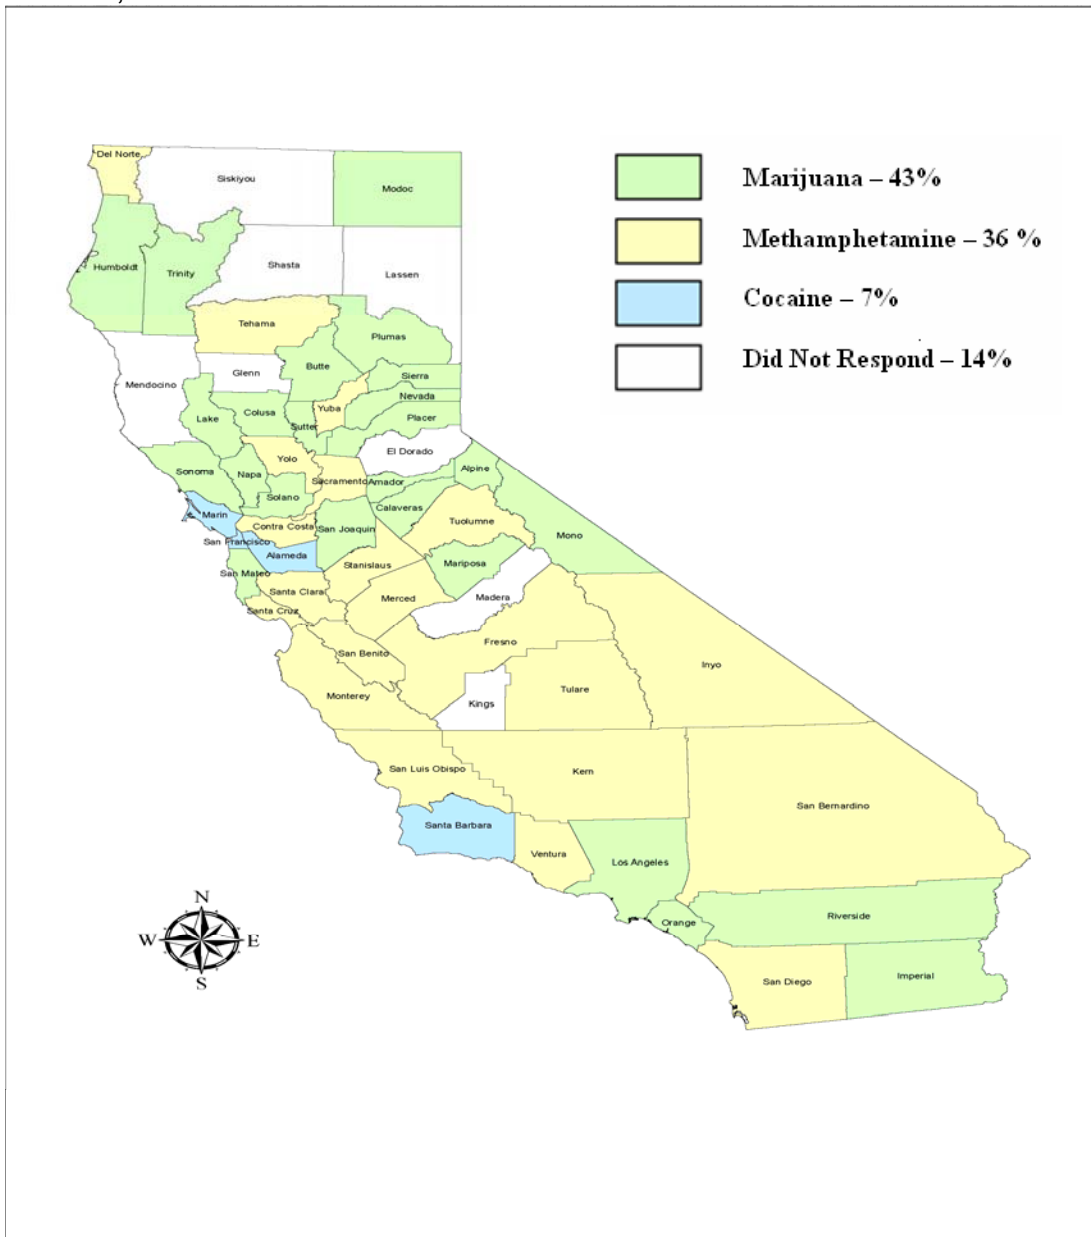 Marijuana – 43%
Methamphetamine – 36 %
Cocaine – 7%
Did Not Respond – 14%
Del Norte
Siskiyou
Modoc
Humboldt
Trinity
Shasta
Lassen
Tehama
Plumas
Mendocino
Glenn
Butte
Sierra
Nevada
Lake
Colusa
Sutter
Yuba
Placer
El Dorado
Sonoma
Napa
Yolo
Sacramento
Amador
Alpine
Solano
Calaveras
Marin
Contra Costa
San Joaquin
Tuolumne
Mono
San Francisco
Alameda
San Mateo
Stanislaus
Mariposa
Santa Clara
Merced
Madera
Santa Cruz
San Benito
Fresno
Inyo
Monterey
Kings
Tulare
San Luis Obispo
Kern
San Bernardino
Santa Barbara
Ventura
Los Angeles
Orange
Riverside
San Diego
Imperial
N
W
E
S